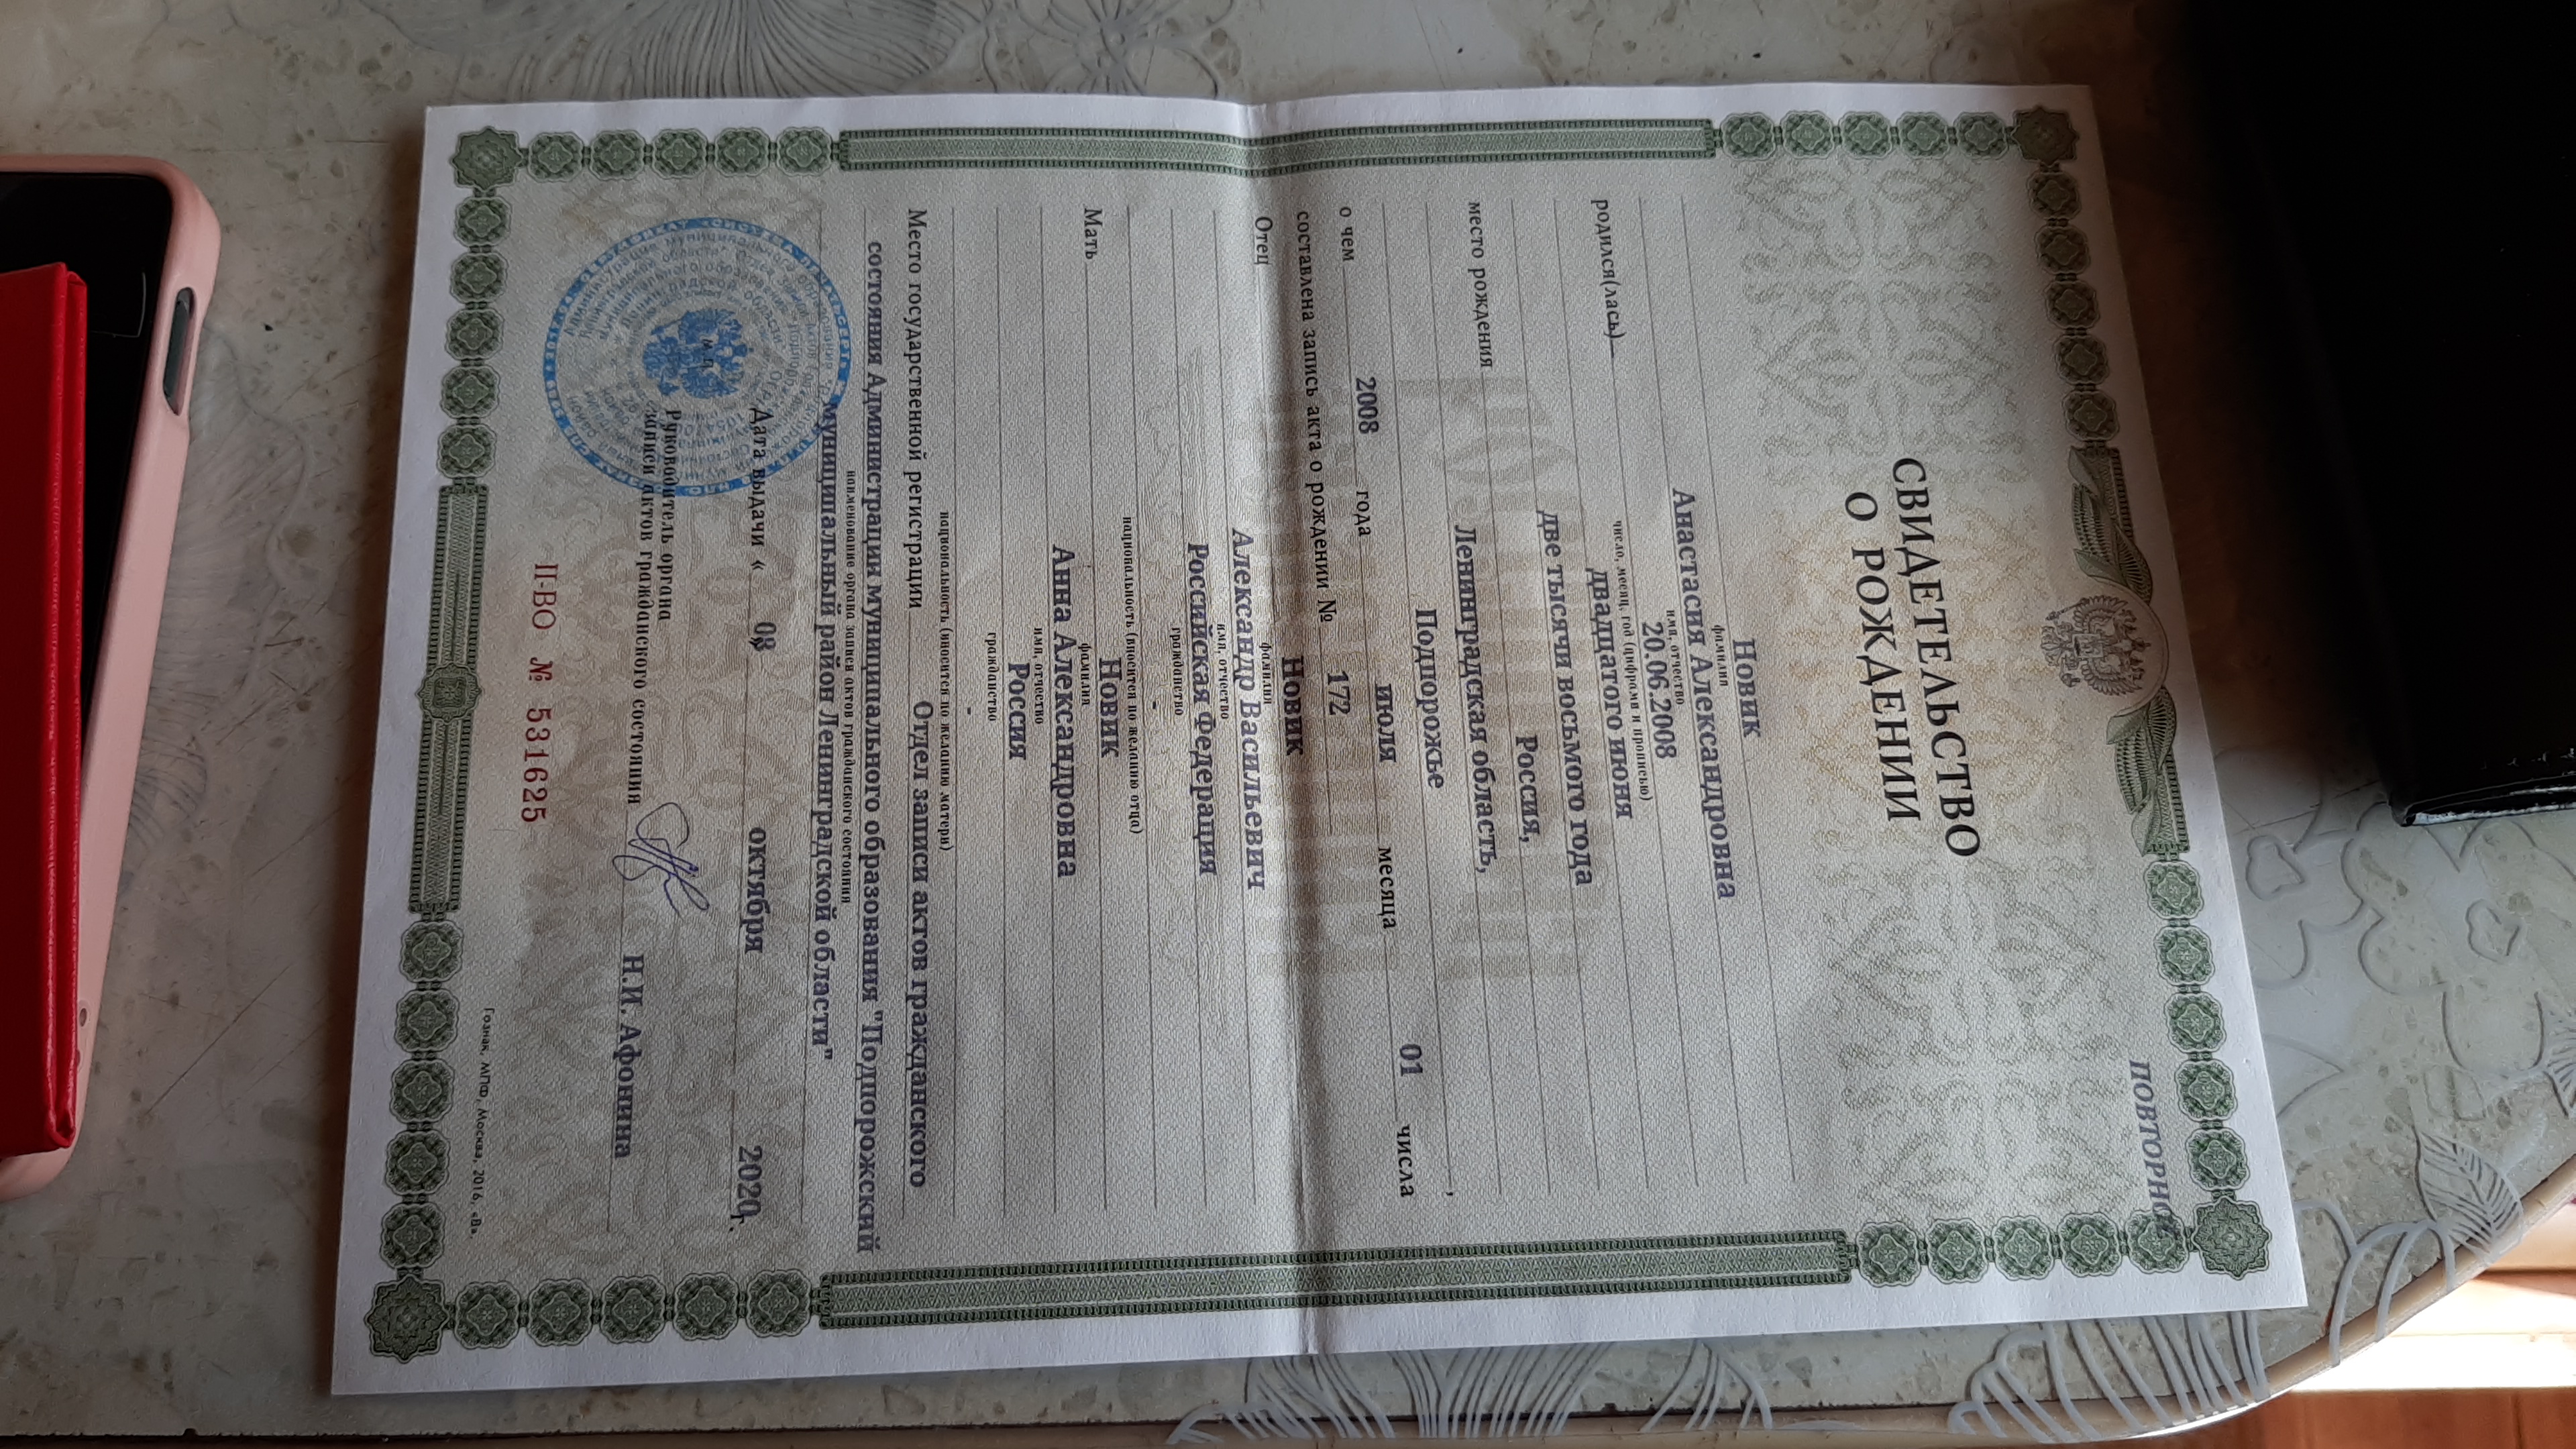 ПОВТОРНОЕ
СВИДЕТЕЛЬСТВО
О РОЖДЕНИИ
Новик
фамилия
Анастасия Александровна
имя, отчество
родился(лась) 20.06.2008
число, месяц, год (цифрами и прописью)
двадцатого июня
две тысячи восьмого года
место рождения Россия,
Ленинградская область,
Подпорожье ,
о чем 2008 года июля месяца 01 числа
составлена запись акта о рождении № 172
Отец Новик
фамилия
Александр Васильевич
имя, отчество
Российская Федерация
гражданство
-
национальность (вносится по желанию отца)
Мать Новик
фамилия
Анна Александровна
имя, отчество
Россия
гражданство
-
национальность (вносится по желанию матери)
Место государственной регистрации Отдел записи актов гражданского
состояния Администрации муниципального образования "Подпорожский
наименование органа записи актов гражданского состояния
муниципальный район Ленинградской области"
Дата выдачи « 08 » октября 2020 г.
Руководитель органа
записи актов гражданского состояния Н.И. Афонина
II-ВО № 531625
Гознак, МПФ, Москва, 2016, «В».